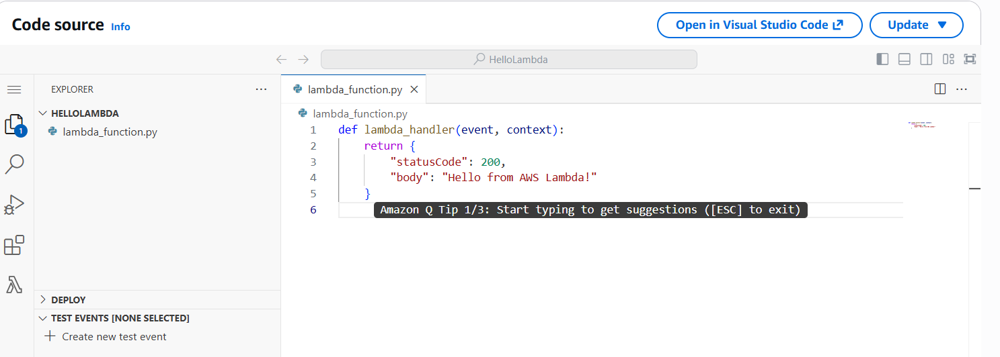 Code source Info
Open in Visual Studio Code
Update
HelloLambda
EXPLORER
lambda_function.py
HELLOLAMBDA
lambda_function.py
lambda_function.py
1 def lambda_handler(event, context):
2 return {
3 "statusCode": 200,
4 "body": "Hello from AWS Lambda!"
5 }
6 Amazon Q Tip 1/3: Start typing to get suggestions ([ESC] to exit)
1
DEPLOY
TEST EVENTS [NONE SELECTED]
Create new test event